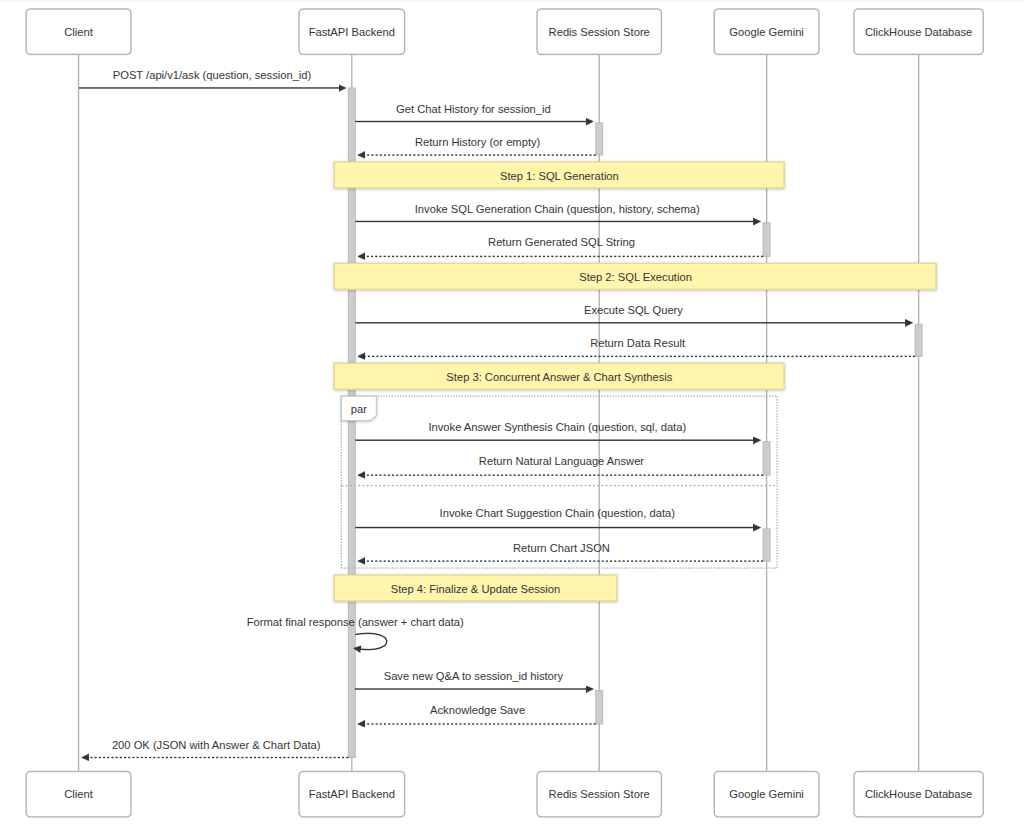 Client
FastAPI Backend
Redis Session Store
Google Gemini
ClickHouse Database
POST /api/v1/ask (question, session_id)
Get Chat History for session_id
Return History (or empty)
Step 1: SQL Generation
Invoke SQL Generation Chain (question, history, schema)
Return Generated SQL String
Step 2: SQL Execution
Execute SQL Query
Return Data Result
Step 3: Concurrent Answer & Chart Synthesis
par
Invoke Answer Synthesis Chain (question, sql, data)
Return Natural Language Answer
Invoke Chart Suggestion Chain (question, data)
Return Chart JSON
Step 4: Finalize & Update Session
Format final response (answer + chart data)
Save new Q&A to session_id history
Acknowledge Save
200 OK (JSON with Answer & Chart Data)
Client
FastAPI Backend
Redis Session Store
Google Gemini
ClickHouse Database